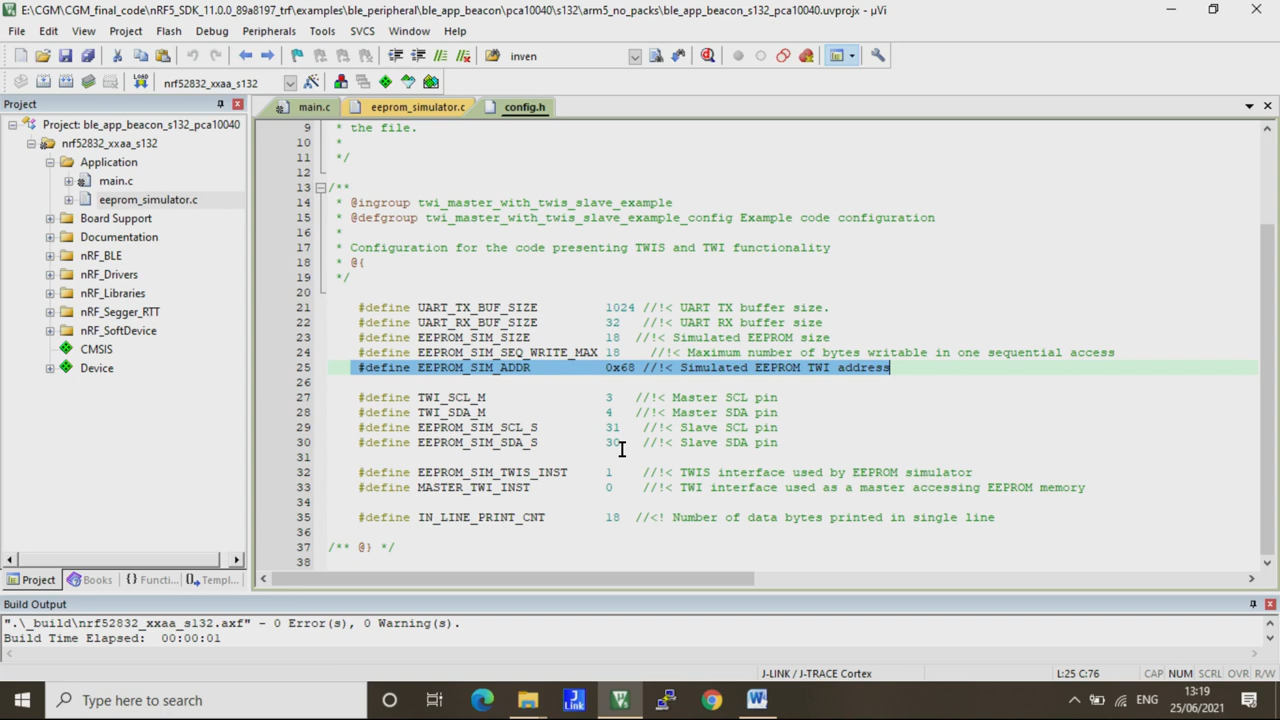 E:\CGM\CGM_final_code\nRF5_SDK_11.0.0_89a8197_trf\examples\ble_peripheral\ble_app_beacon\pca10040\s132\arm5_no_packs\ble_app_beacon_s132_pca10040.uvprojx - µVi
File Edit View Project Flash Debug Peripherals Tools SVCS Window Help
inven
LOAD nrf52832_xxaa_s132
Project
main.c eeprom_simulator.c config.h
Project: ble_app_beacon_s132_pca10040
nrf52832_xxaa_s132
Application
main.c
eeprom_simulator.c
Board Support
Documentation
nRF_BLE
nRF_Drivers
nRF_Libraries
nRF_Segger_RTT
nRF_SoftDevice
CMSIS
Device
9 * the file.
10 *
11 */
12
13 /**
14 * @ingroup twi_master_with_twis_slave_example
15 * @defgroup twi_master_with_twis_slave_example_config Example code configuration
16 *
17 * Configuration for the code presenting TWIS and TWI functionality
18 * @{
19 */
20
21 #define UART_TX_BUF_SIZE 1024 //!< UART TX buffer size.
22 #define UART_RX_BUF_SIZE 32 //!< UART RX buffer size
23 #define EEPROM_SIM_SIZE 18 //!< Simulated EEPROM size
24 #define EEPROM_SIM_SEQ_WRITE_MAX 18 //!< Maximum number of bytes writable in one sequential access
25 #define EEPROM_SIM_ADDR 0x68 //!< Simulated EEPROM TWI address
26
27 #define TWI_SCL_M 3 //!< Master SCL pin
28 #define TWI_SDA_M 4 //!< Master SDA pin
29 #define EEPROM_SIM_SCL_S 31 //!< Slave SCL pin
30 #define EEPROM_SIM_SDA_S 30 //!< Slave SDA pin
31
32 #define EEPROM_SIM_TWIS_INST 1 //!< TWIS interface used by EEPROM simulator
33 #define MASTER_TWI_INST 0 //!< TWI interface used as a master accessing EEPROM memory
34
35 #define IN_LINE_PRINT_CNT 18 //<! Number of data bytes printed in single line
36
37 /** @} */
38
Project Books {} Functi... Templ...
Build Output
".\_build\nrf52832_xxaa_s132.axf" - 0 Error(s), 0 Warning(s).
Build Time Elapsed: 00:00:01
J-LINK / J-TRACE Cortex L:25 C:76 CAP NUM SCRL OVR R/W
Type here to search
J Link
W
ENG
13:19
25/06/2021